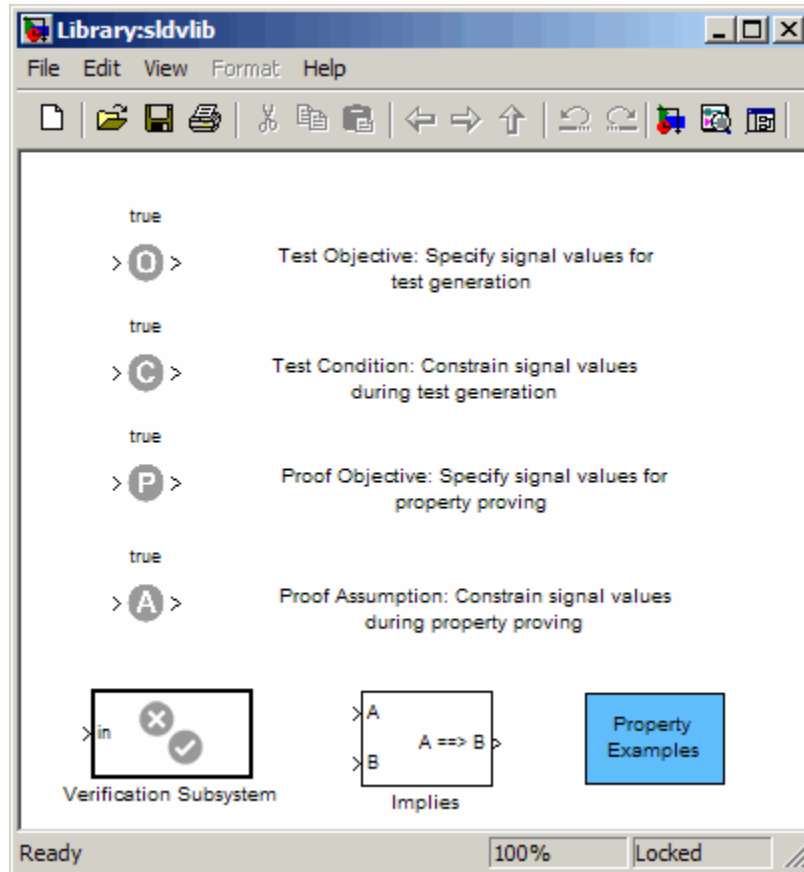 Library:sldvlib
File Edit View Format Help
true
O
Test Objective: Specify signal values for
test generation
true
C
Test Condition: Constrain signal values
during test generation
true
P
Proof Objective: Specify signal values for
property proving
true
A
Proof Assumption: Constrain signal values
during property proving
in
Verification Subsystem
A
A ==> B
B
Implies
Property
Examples
Ready 100% Locked